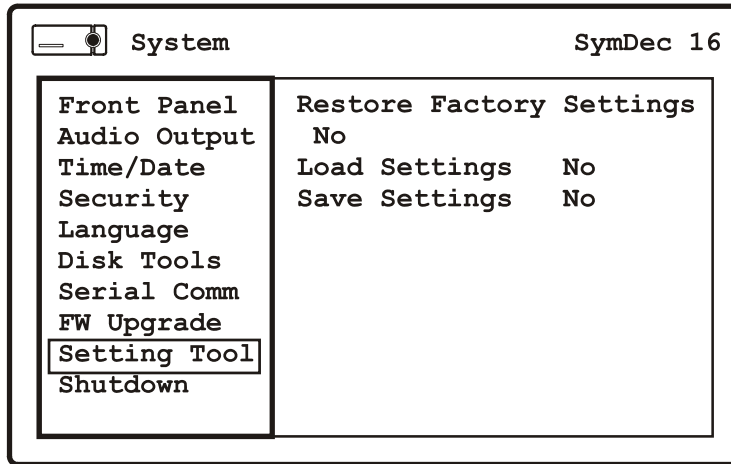 System
SymDec 16
Front Panel
Audio Output
Time/Date
Security
Language
Disk Tools
Serial Comm
FW Upgrade
Setting Tool
Shutdown
Restore Factory Settings
No
Load Settings No
Save Settings No